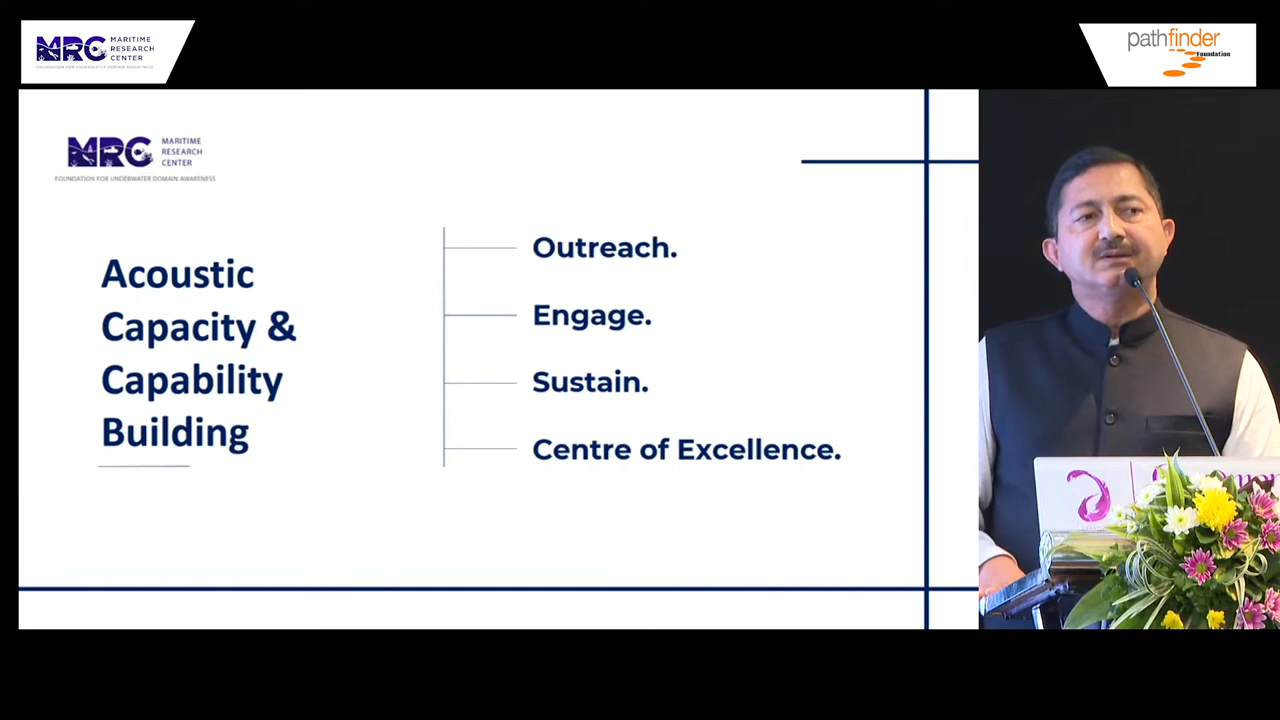 MRC
MARITIME
RESEARCH
CENTER
FOUNDATION FOR UNDERWATER DOMAIN AWARENESS
pathfinder
Foundation
MRC
MARITIME
RESEARCH
CENTER
FOUNDATION FOR UNDERWATER DOMAIN AWARENESS
Acoustic
Capacity &
Capability
Building
Outreach.
Engage.
Sustain.
Centre of Excellence.